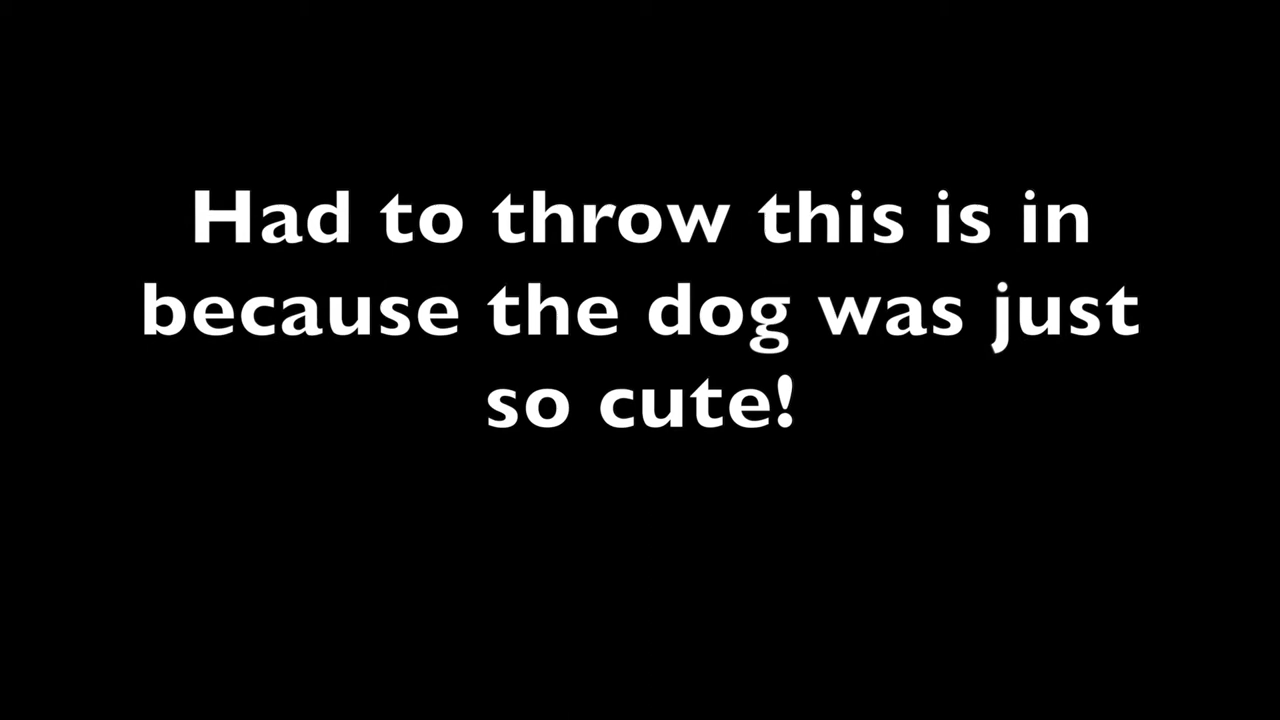 Had to throw this is in
because the dog was just
so cute!